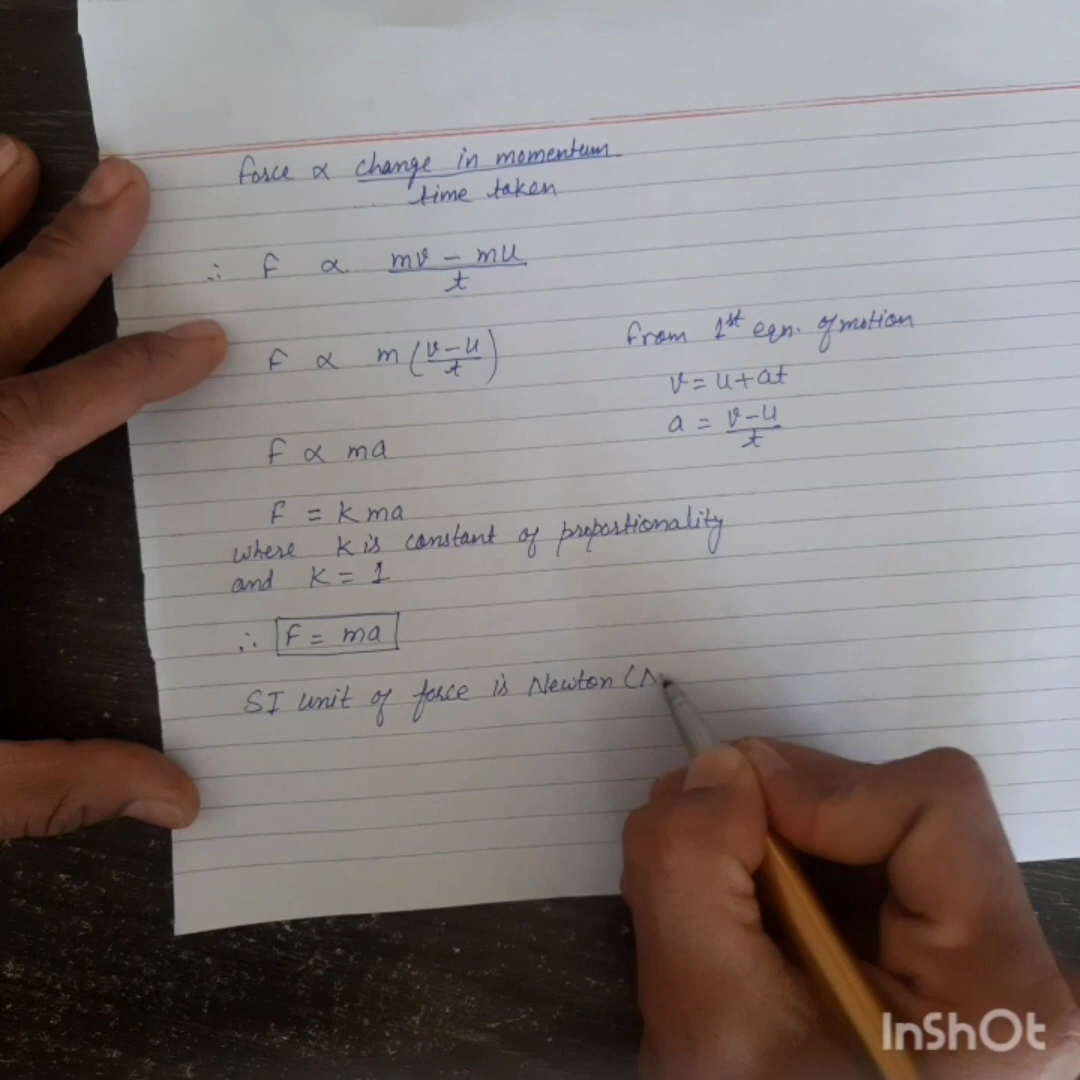 force ∝ change in momentum
time taken
∴ F ∝ mv - mu
t
F ∝ m (v-u
t)
from 1st eqn. of motion
v = u+at
F ∝ ma
a = v-u
t
F = k ma
where k is constant of proportionality
and k = 1
∴ F = ma
SI unit of force is Newton (N
InShOt